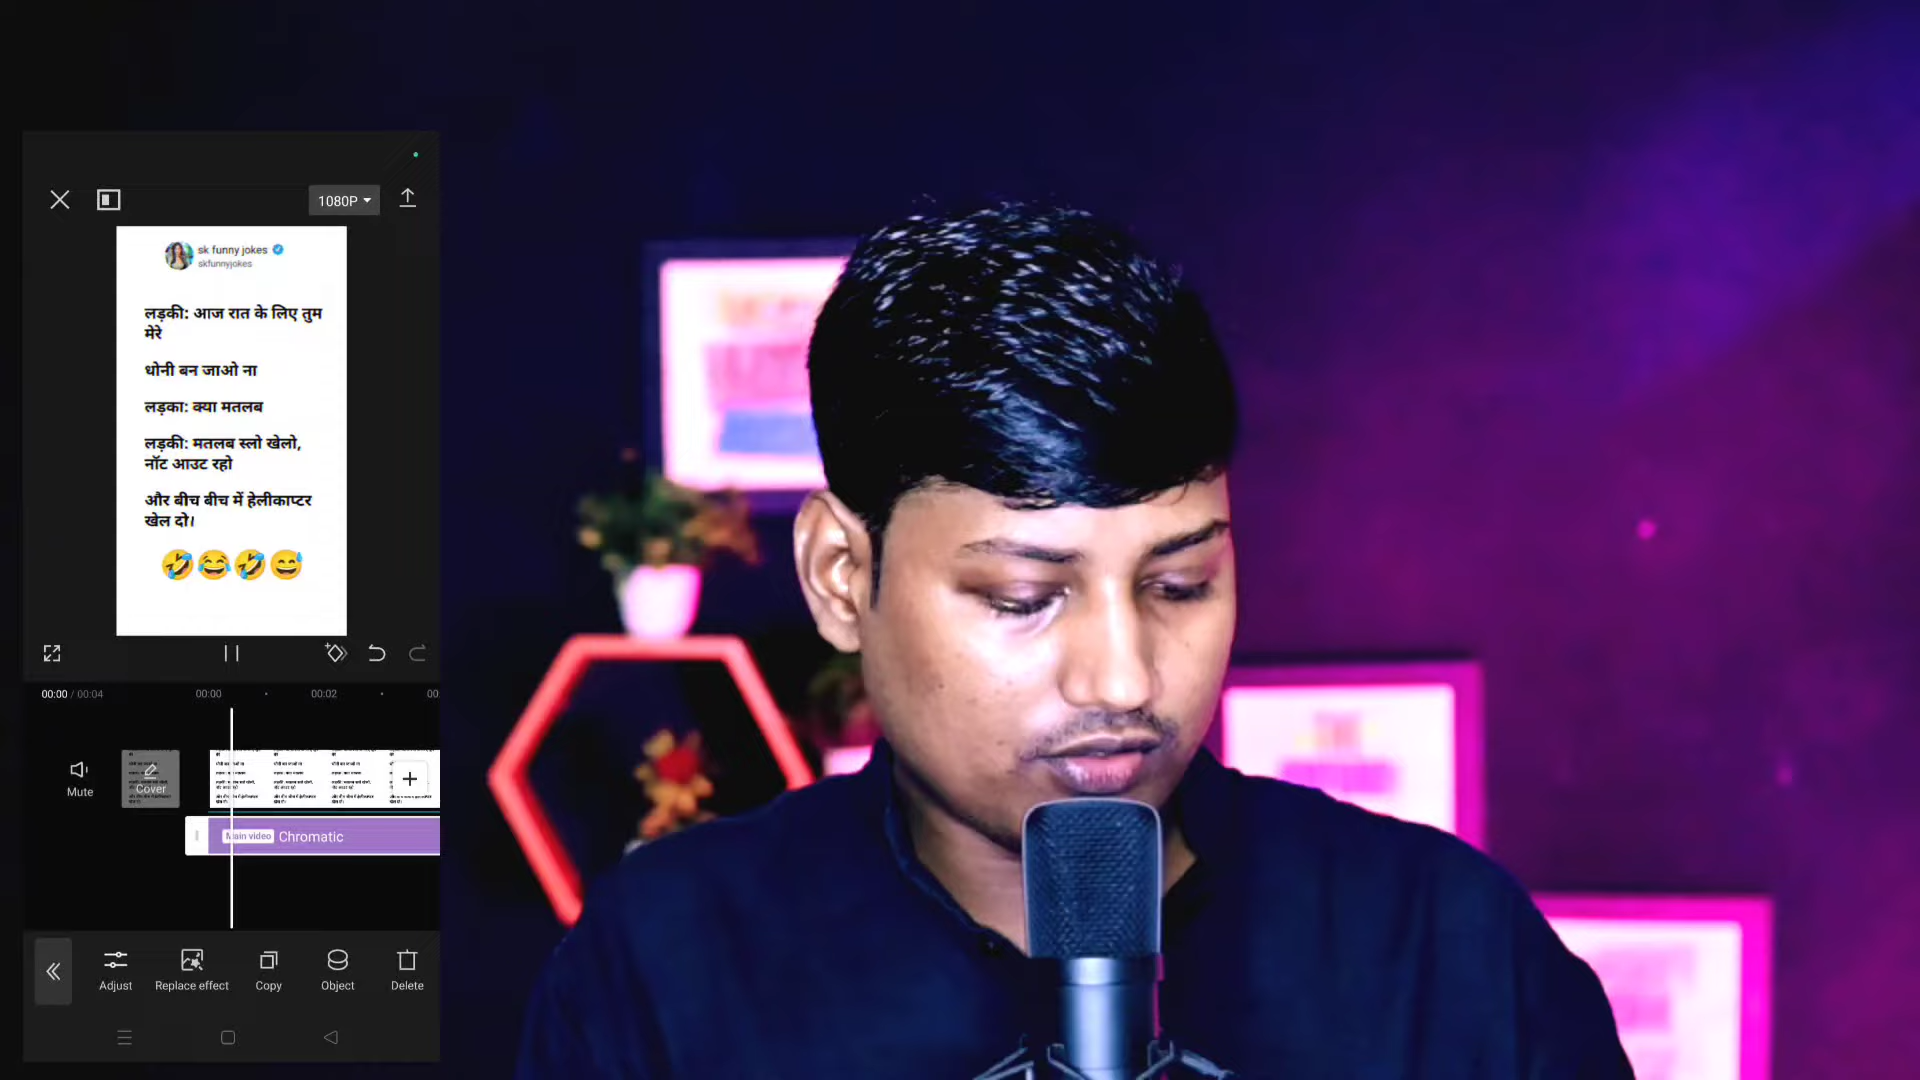 1080P
sk funny jokes
skfunnyjokes
लड़की: आज रात के लिए तुम
मेरे
धोनी बन जाओ ना
लड़का: क्या मतलब
लड़की: मतलब स्लो खेलो,
नॉट आउट रहो
और बीच बीच में हेलीकाप्टर
खेल दो।
00:00 / 00:04
00:00
00:02
00:
Mute
Cover
Main video
Chromatic
Adjust
Replace effect
Copy
Object
Delete